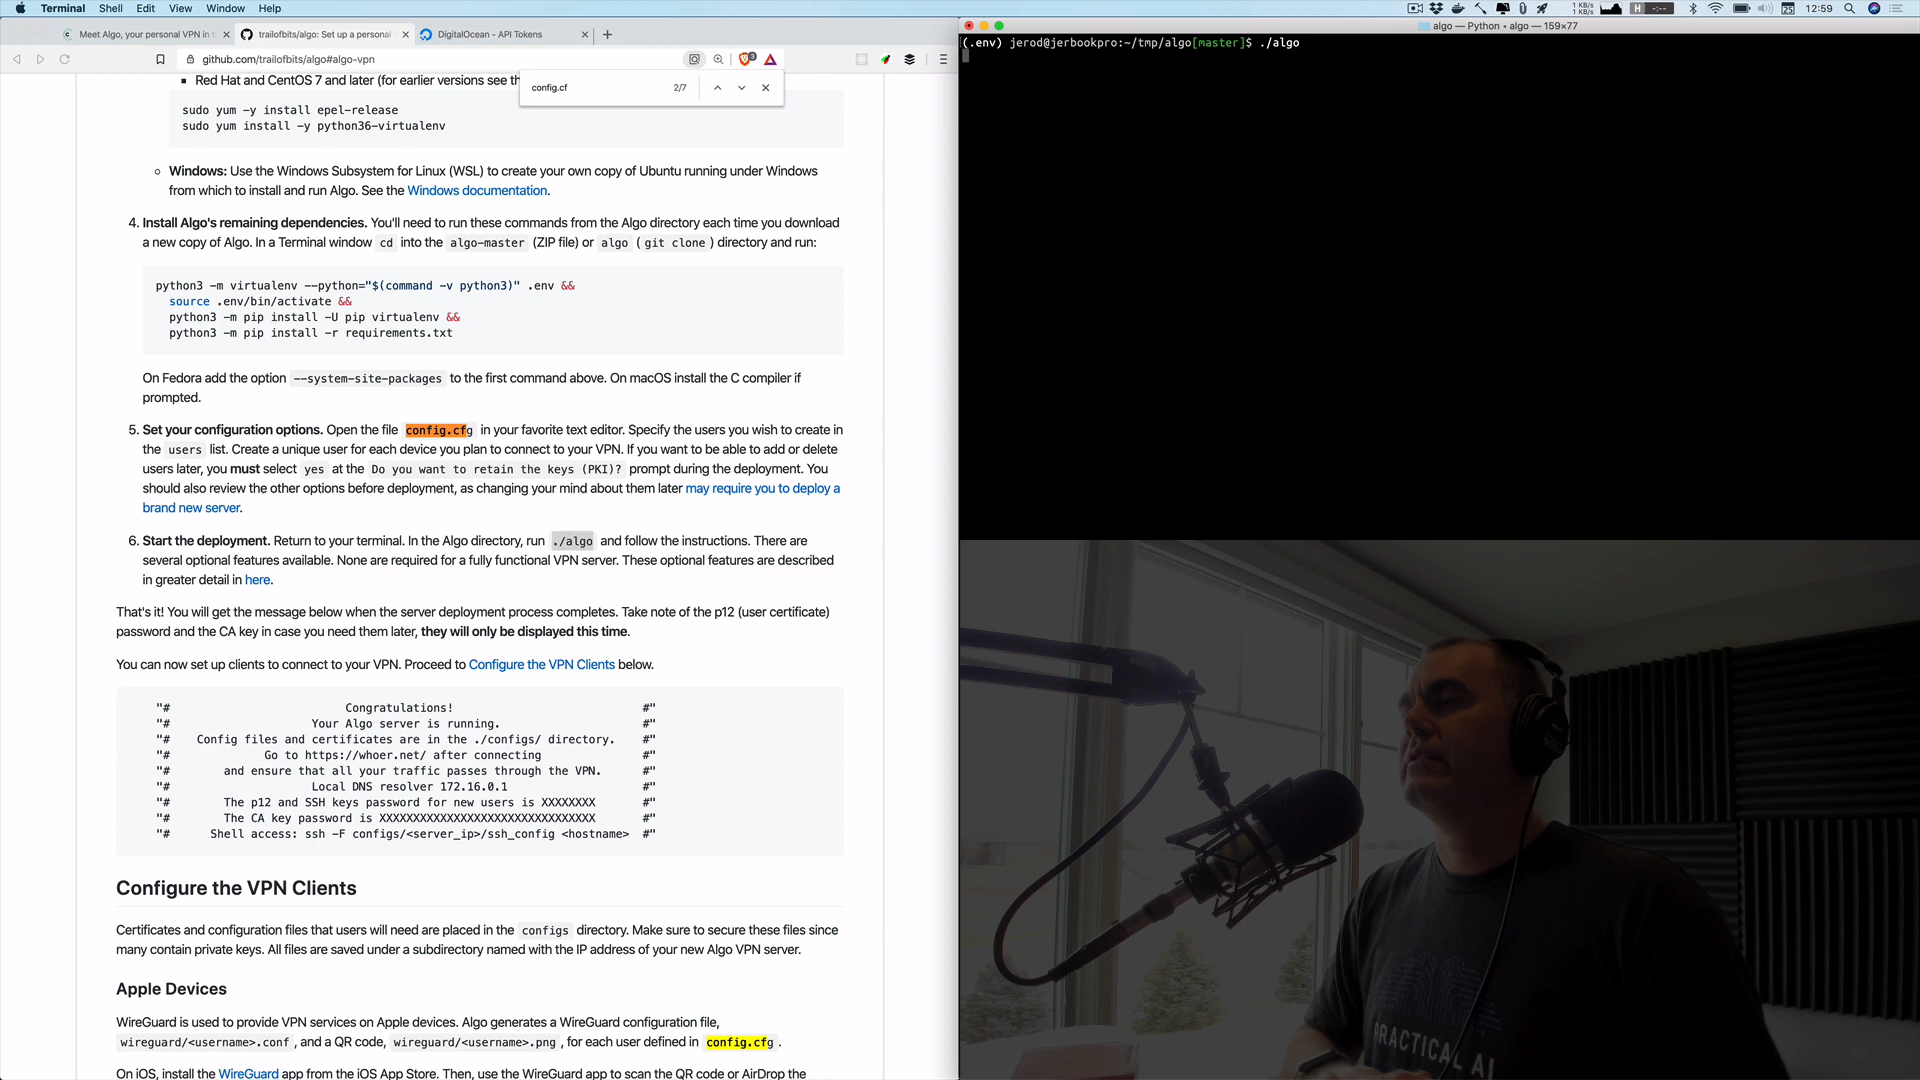 Terminal Shell Edit View Window Help
1 KB/s
1 KB/s
H
25
12:59
Meet Algo, your personal VPN in t
trailofbits/algo: Set up a personal
DigitalOcean - API Tokens
github.com/trailofbits/algo#algo-vpn
config.cf 2/7
Red Hat and CentOS 7 and later (for earlier versions see th
sudo yum -y install epel-release
sudo yum install -y python36-virtualenv
Windows: Use the Windows Subsystem for Linux (WSL) to create your own copy of Ubuntu running under Windows
from which to install and run Algo. See the Windows documentation.
4. Install Algo's remaining dependencies. You'll need to run these commands from the Algo directory each time you download
a new copy of Algo. In a Terminal window cd into the algo-master (ZIP file) or algo ( git clone ) directory and run:
python3 -m virtualenv --python="$(command -v python3)" .env &&
source .env/bin/activate &&
python3 -m pip install -U pip virtualenv &&
python3 -m pip install -r requirements.txt
On Fedora add the option --system-site-packages to the first command above. On macOS install the C compiler if
prompted.
5. Set your configuration options. Open the file config.cfg in your favorite text editor. Specify the users you wish to create in
the users list. Create a unique user for each device you plan to connect to your VPN. If you want to be able to add or delete
users later, you must select yes at the Do you want to retain the keys (PKI)? prompt during the deployment. You
should also review the other options before deployment, as changing your mind about them later may require you to deploy a
brand new server.
6. Start the deployment. Return to your terminal. In the Algo directory, run ./algo and follow the instructions. There are
several optional features available. None are required for a fully functional VPN server. These optional features are described
in greater detail in here.
That's it! You will get the message below when the server deployment process completes. Take note of the p12 (user certificate)
password and the CA key in case you need them later, they will only be displayed this time.
You can now set up clients to connect to your VPN. Proceed to Configure the VPN Clients below.
"# Congratulations! #"
"# Your Algo server is running. #"
"# Config files and certificates are in the ./configs/ directory. #"
"# Go to https://whoer.net/ after connecting #"
"# and ensure that all your traffic passes through the VPN. #"
"# Local DNS resolver 172.16.0.1 #"
"# The p12 and SSH keys password for new users is XXXXXXXX #"
"# The CA key password is XXXXXXXXXXXXXXXXXXXXXXXXXXXXXXXX #"
"# Shell access: ssh -F configs/<server_ip>/ssh_config <hostname> #"
Configure the VPN Clients
Certificates and configuration files that users will need are placed in the configs directory. Make sure to secure these files since
many contain private keys. All files are saved under a subdirectory named with the IP address of your new Algo VPN server.
Apple Devices
WireGuard is used to provide VPN services on Apple devices. Algo generates a WireGuard configuration file,
wireguard/<username>.conf , and a QR code, wireguard/<username>.png , for each user defined in config.cfg .
On iOS, install the WireGuard app from the iOS App Store. Then, use the WireGuard app to scan the QR code or AirDrop the
algo — Python • algo — 159×77
(.env) jerod@jerbookpro:~/tmp/algo[master]$ ./algo
PRACTICAL AI